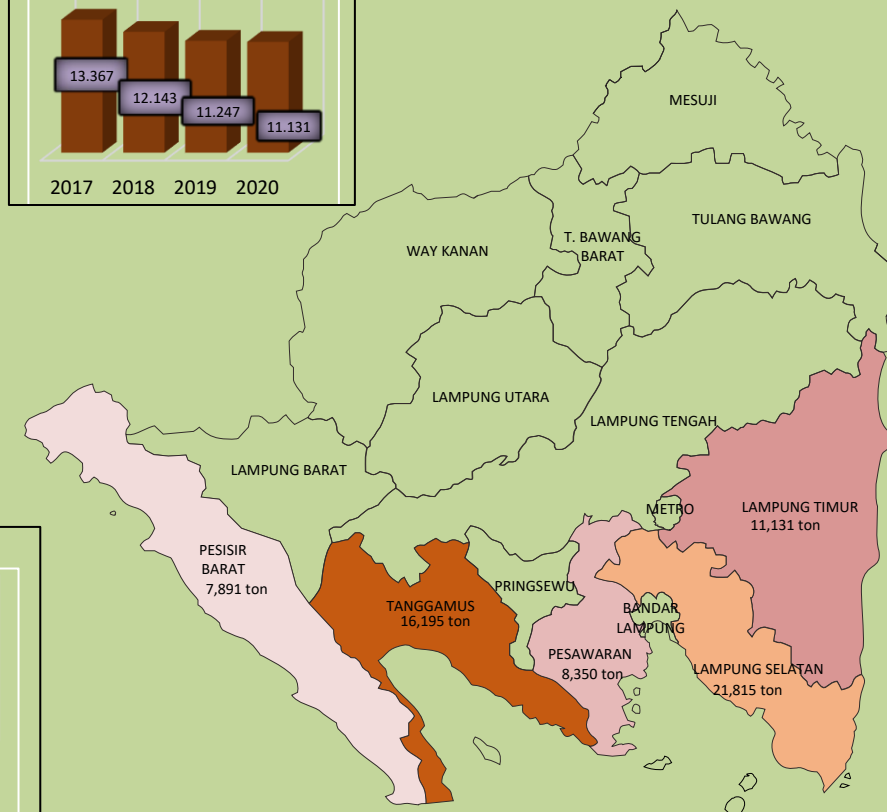 13.367
12.143
11.247
11.131
2017 2018 2019 2020
MESUJI
TULANG BAWANG
T. BAWANG
BARAT
WAY KANAN
LAMPUNG UTARA
LAMPUNG TENGAH
LAMPUNG BARAT
METRO
LAMPUNG TIMUR
11,131 ton
PESISIR
BARAT
7,891 ton
PRINGSEWU
TANGGAMUS
16,195 ton
BANDAR
LAMPUNG
PESAWARAN
8,350 ton
LAMPUNG SELATAN
21,815 ton